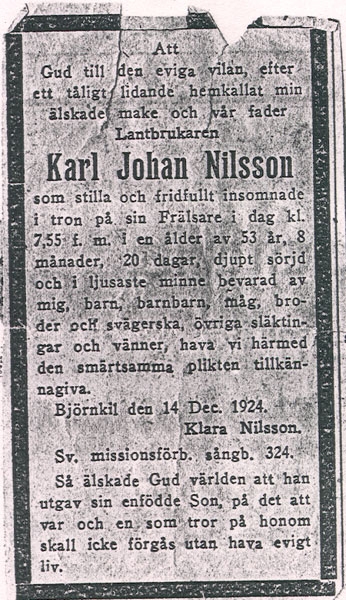 Att
Gud till den eviga vilan, efter
ett tåligt lidande hemkallat min
älskade make och vår fader
Lantbrukaren
Karl Johan Nilsson
som stilla och fridfullt insomnade
i tron på sin Frälsare i dag kl.
7,55 f. m. i en ålder av 53 år, 8
månader, 20 dagar, djupt sörjd
och i ljusaste minne bevarad av
mig, barn, barnbarn, måg, bro-
der och svägerska, övriga släktin-
gar och vänner, hava vi härmed
den smärtsamma plikten tillkän-
nagiva.
Björnkil den 14 Dec. 1924.
Klara Nilsson.
Sv. missionsförb. sångb. 324.
Så älskade Gud världen att han
utgav sin enfödde Son, på det att
var och en som tror på honom
skall icke förgås utan hava evigt
liv.